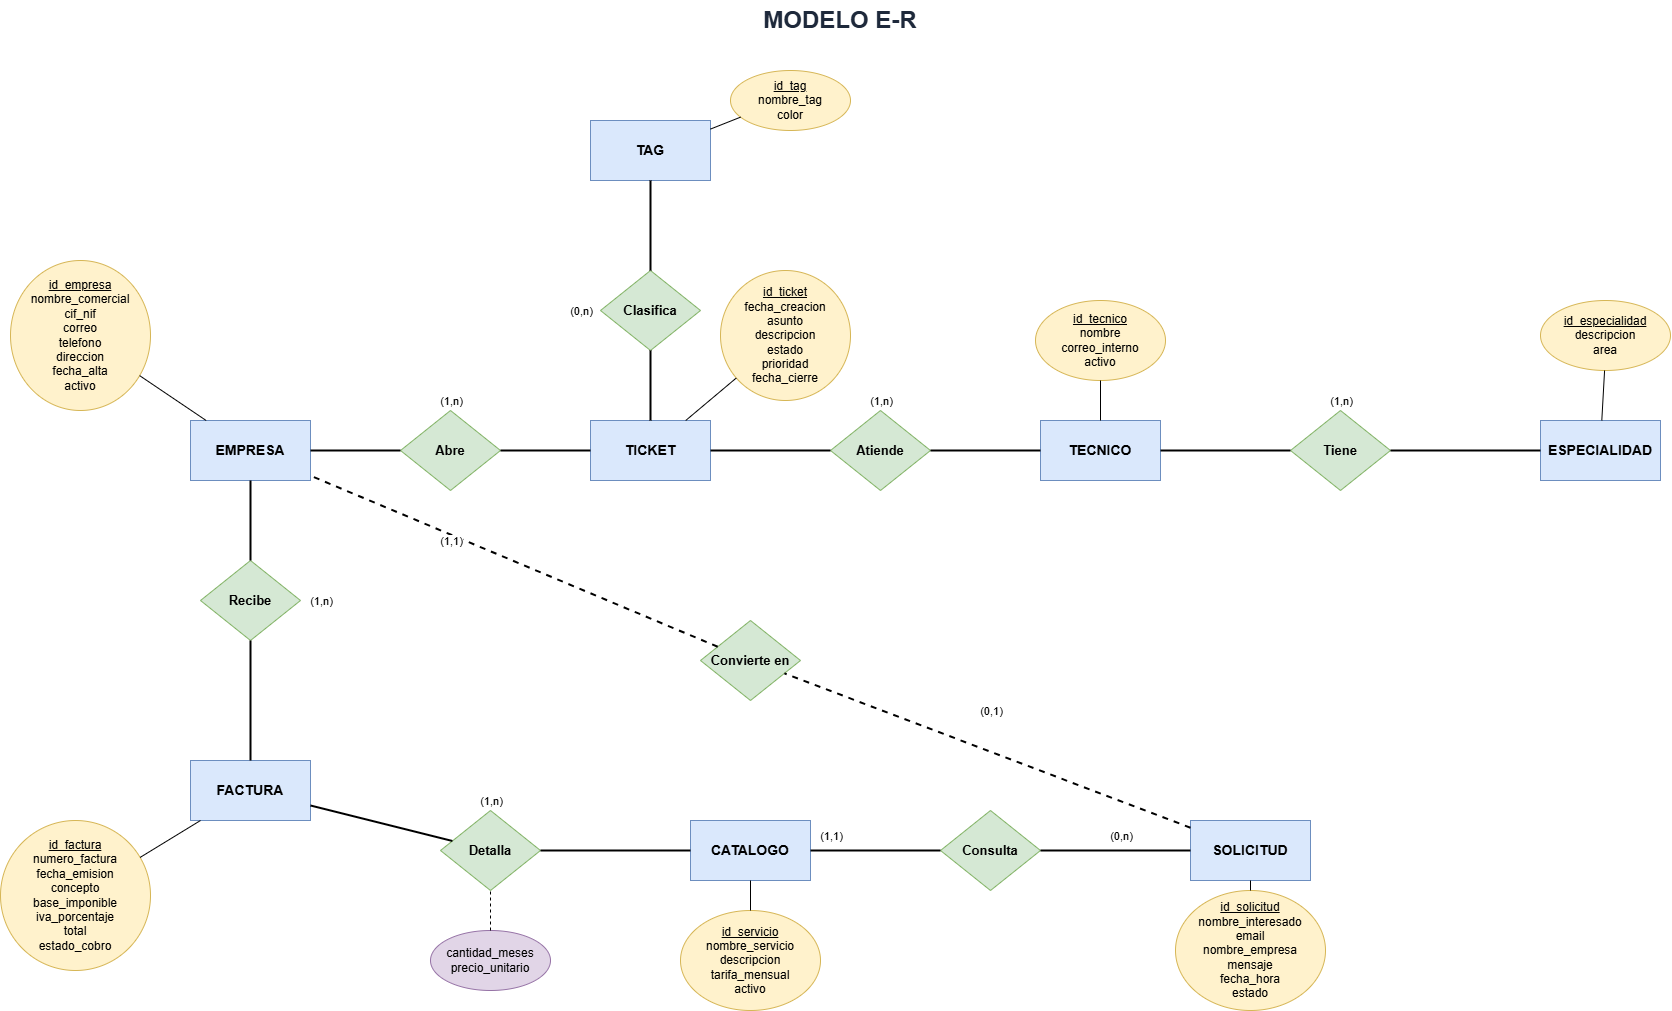 MODELO E-R
id_tag
nombre_tag
color
TAG
id_empresa
nombre_comercial
cif_nif
correo
telefono
direccion
fecha_alta
activo
(0,n)
Clasifica
id_ticket
fecha_creacion
asunto
descripcion
estado
prioridad
fecha_cierre
id_tecnico
nombre
correo_interno
activo
id_especialidad
descripcion
area
(1,n)
(1,n)
(1,n)
EMPRESA
Abre
TICKET
Atiende
TECNICO
Tiene
ESPECIALIDAD
(1,1)
Recibe
(1,n)
Convierte en
(0,1)
FACTURA
(1,n)
Detalla
CATALOGO
(1,1)
Consulta
(0,n)
SOLICITUD
id_factura
numero_factura
fecha_emision
concepto
base_imponible
iva_porcentaje
total
estado_cobro
cantidad_meses
precio_unitario
id_servicio
nombre_servicio
descripcion
tarifa_mensual
activo
id_solicitud
nombre_interesado
email
nombre_empresa
mensaje
fecha_hora
estado